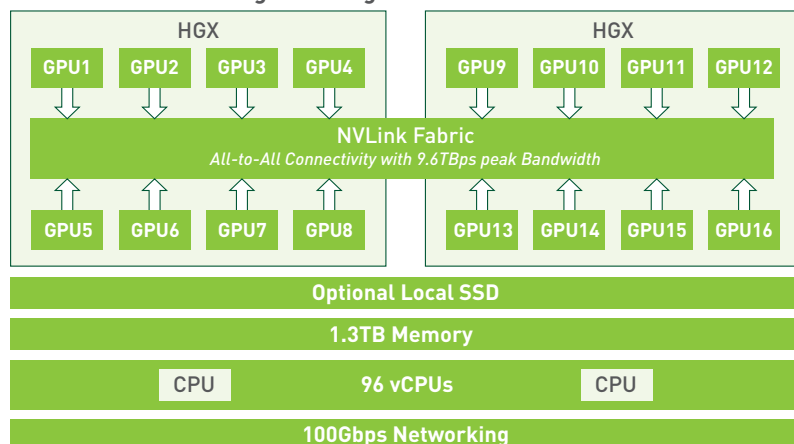 HGX HGX
GPU1 GPU2 GPU3 GPU4 GPU9 GPU10 GPU11 GPU12
NVLink Fabric
All-to-All Connectivity with 9.6TBps peak Bandwidth
GPU5 GPU6 GPU7 GPU8 GPU13 GPU14 GPU15 GPU16
Optional Local SSD
1.3TB Memory
CPU 96 vCPUs CPU
100Gbps Networking